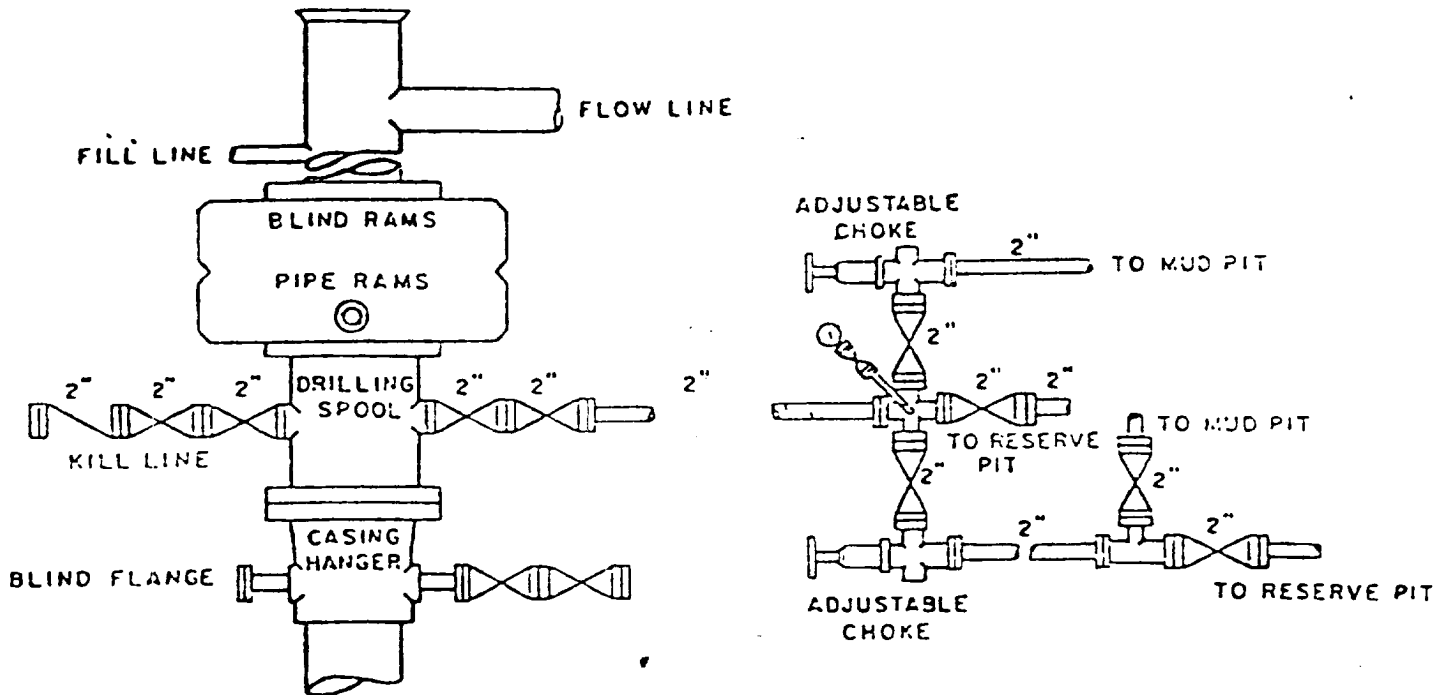 FLOW LINE
FILL LINE
BLIND RAMS
PIPE RAMS
2" 2" 2"
DRILLING
SPOOL
2" 2" 2"
KILL LINE
CASING
HANGER
BLIND FLANGE
ADJUSTABLE
CHOKE
2"
TO MUD PIT
2"
2" 2"
TO RESERVE
PIT
TO MUD PIT
2"
2"
2"
2"
TO RESERVE PIT
ADJUSTABLE
CHOKE